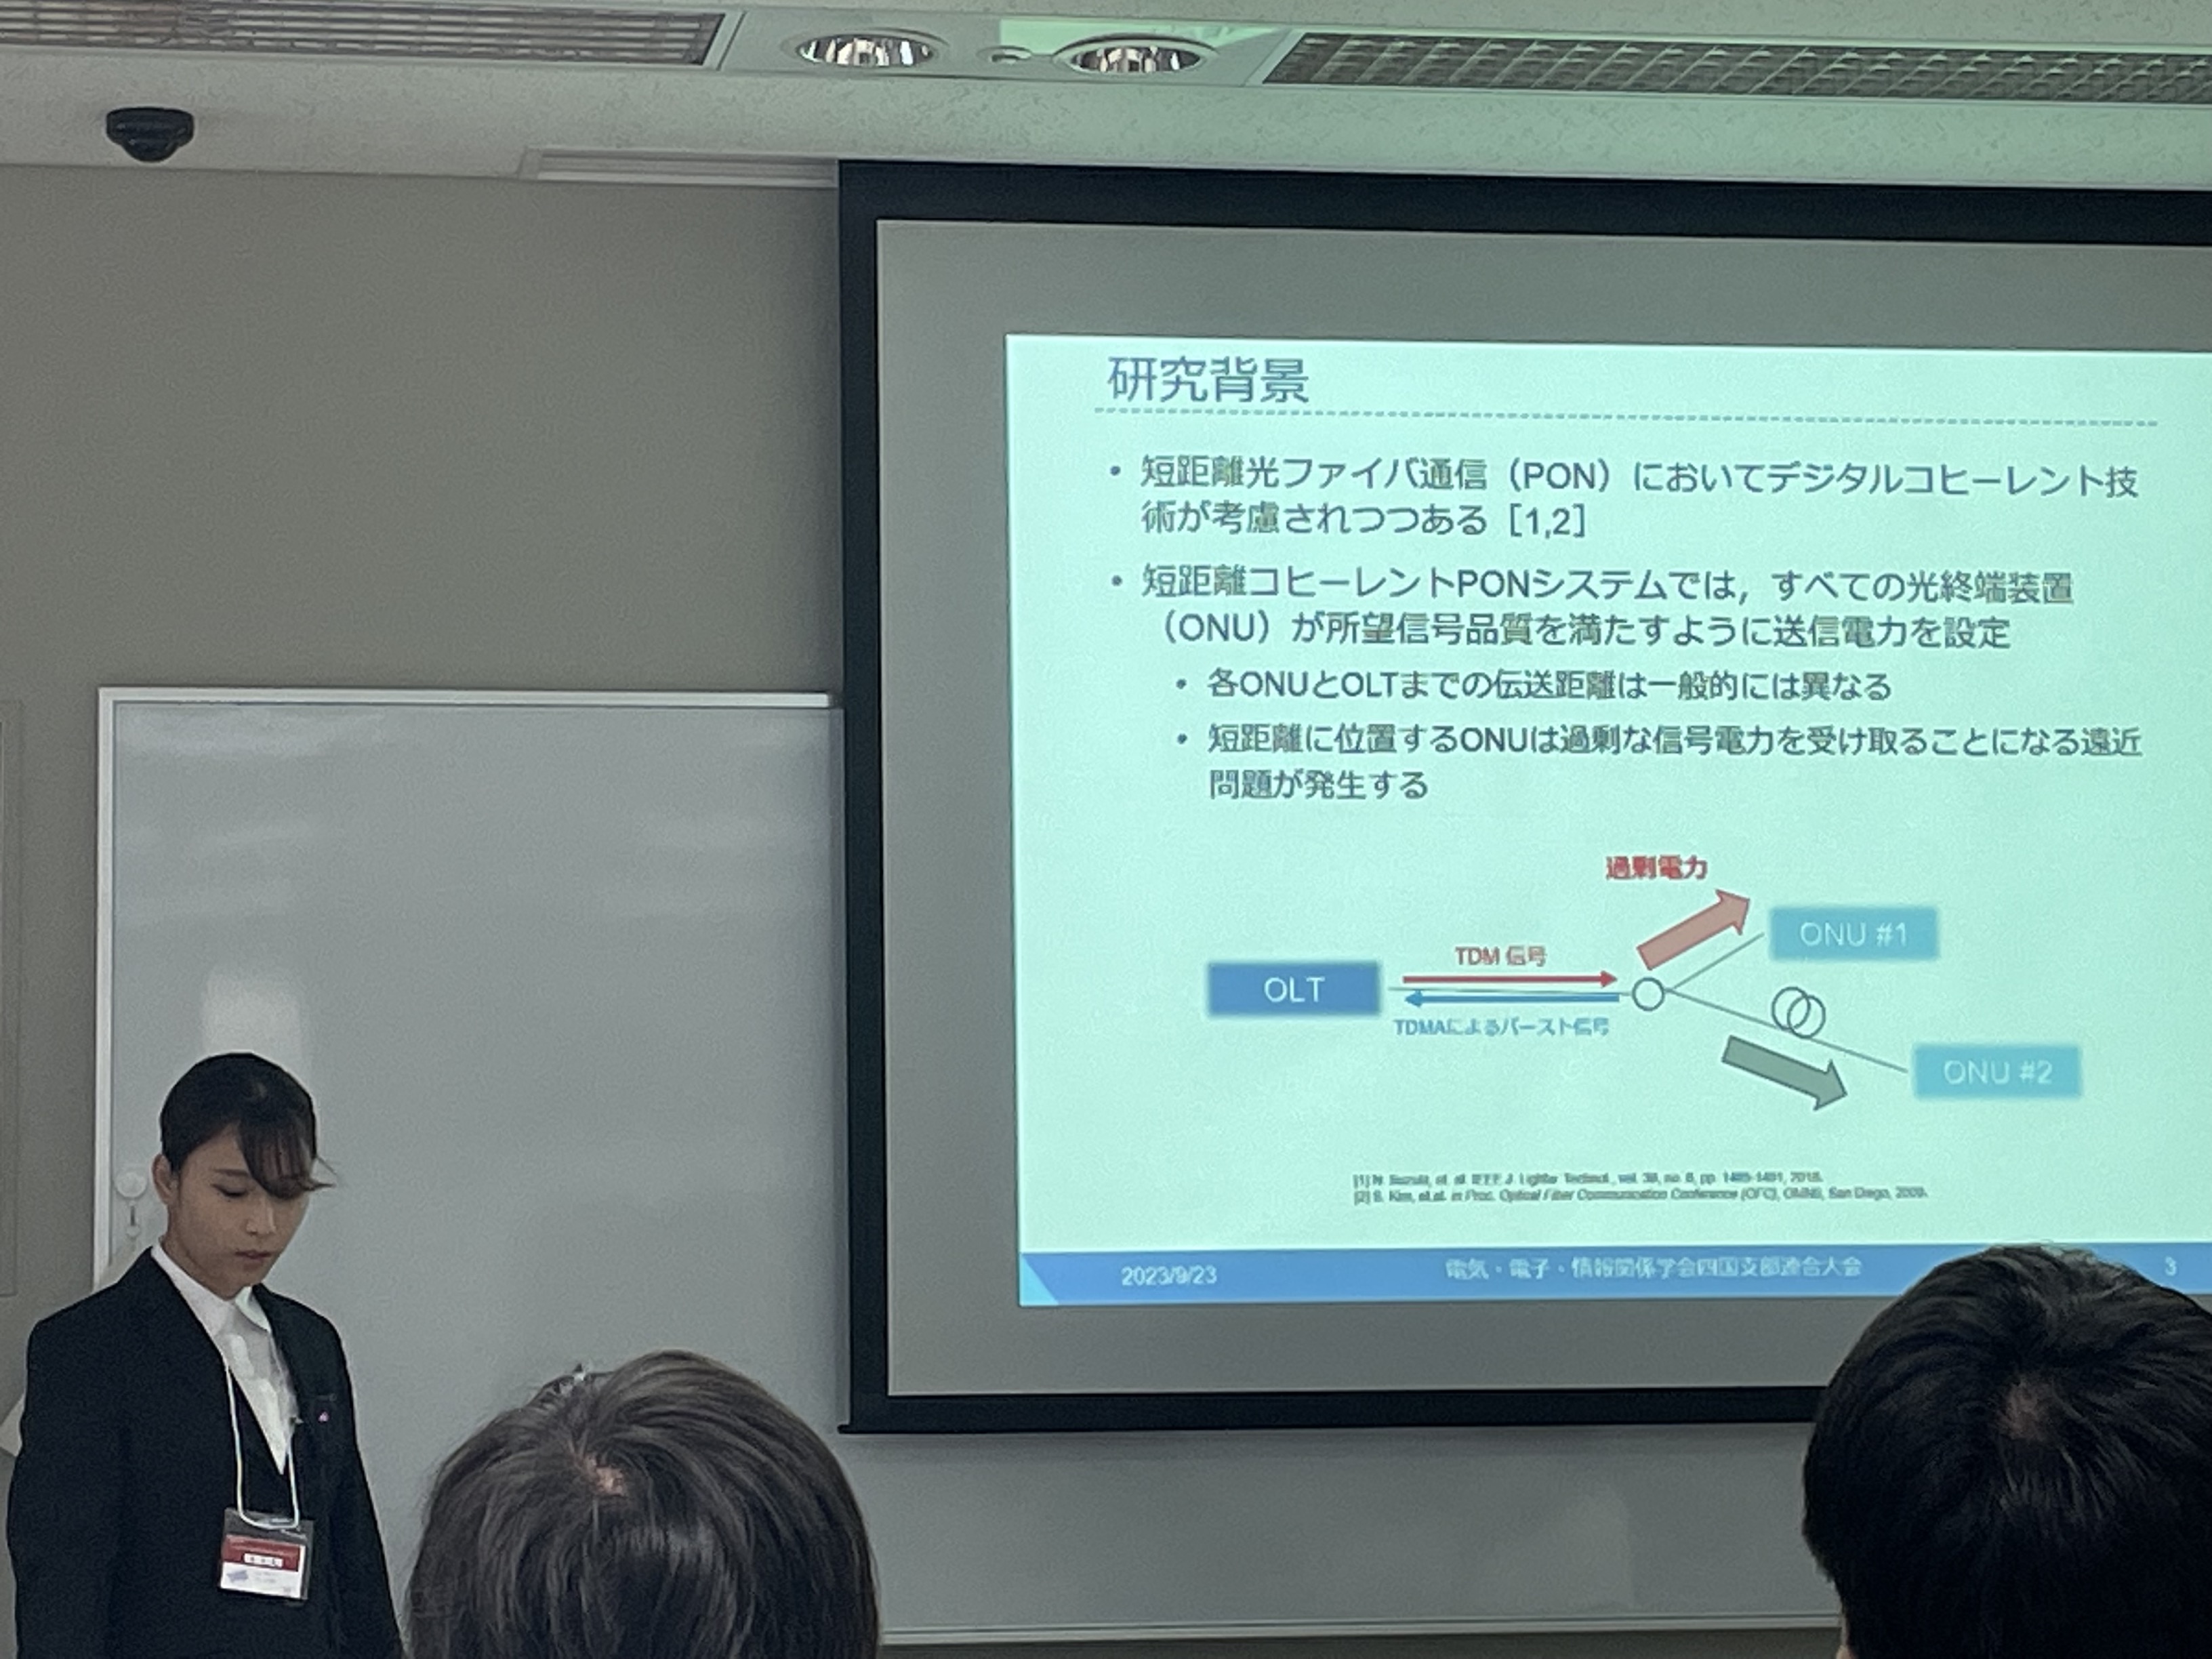 研究背景
• 短距離光ファイバ通信（PON）においてデジタルコヒーレント技
術が考慮されつつある［1,2］
• 短距離コヒーレントPONシステムでは，すべての光終端装置
（ONU）が所望信号品質を満たすように送信電力を設定
• 各ONUとOLTまでの伝送距離は一般的には異なる
• 短距離に位置するONUは過剰な信号電力を受け取ることになる遠近
問題が発生する
過剰電力
ONU #1
TDM 信号
OLT
TDMAによるバースト信号
ONU #2
[1] N. Suzuki, et. al. IEEE J. Lightw. Technol., vol. no. 8, pp. 2018.
[2] S. Kim, et.al. in Proc. Optical Fiber Communication Conference (OFC), San Diego, 2009.
2023/9/23
電気・電子・情報関係学会四国支部連合大会
3